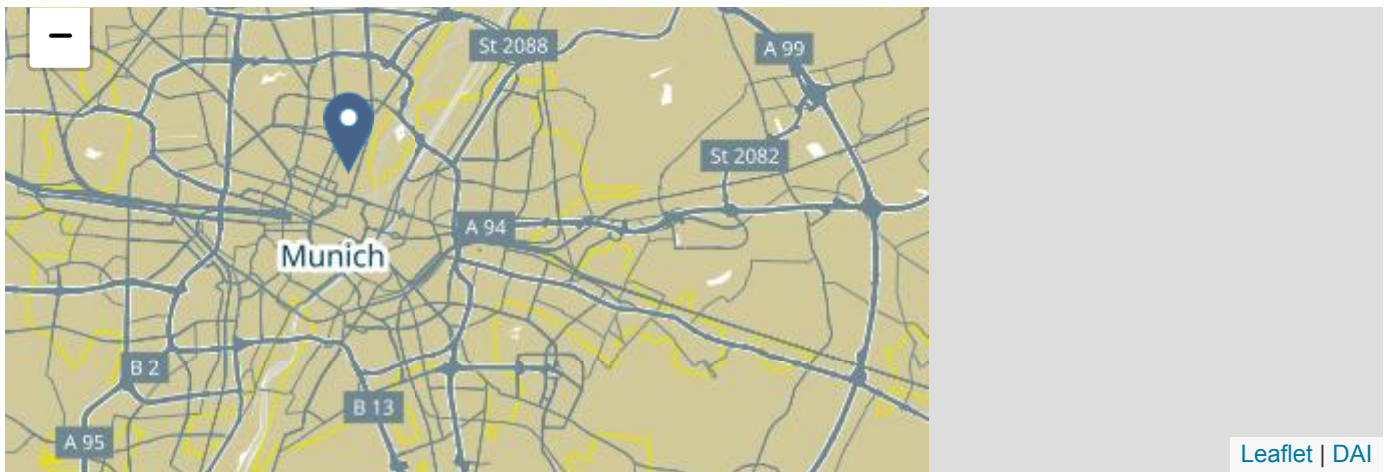 −
St 2088
A 99
St 2082
A 94
Munich
B 2
B 13
A 95
Leaflet | DAI